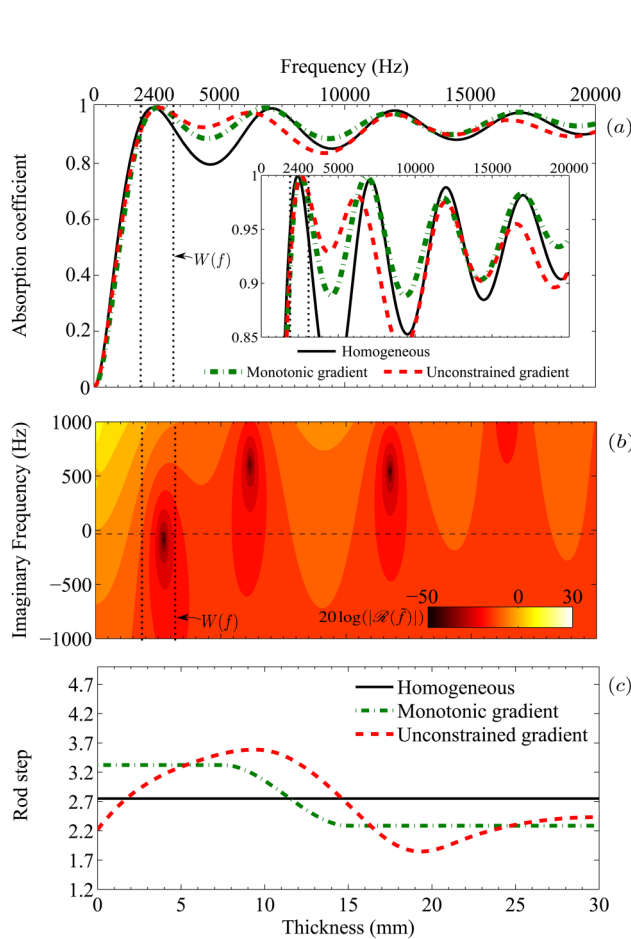 Frequency (Hz)
0 2400 5000 10000 15000 20000
(a)
Absorption coefficient
1
0.8
0.6
0.4
0.2
0
W(f)
0 2400 5000 10000 15000 20000
1
0.95
0.9
0.85
Homogeneous
Monotonic gradient Unconstrained gradient
(b)
Imaginary Frequency (Hz)
1000
500
0
−500
−1000
W(f)
−50 0 30
20 log(|ℛ(f̃)|)
(c)
Rod step
4.7
4.2
3.7
3.2
2.7
2.2
1.7
1.2
Homogeneous
Monotonic gradient
Unconstrained gradient
0 5 10 15 20 25 30
Thickness (mm)